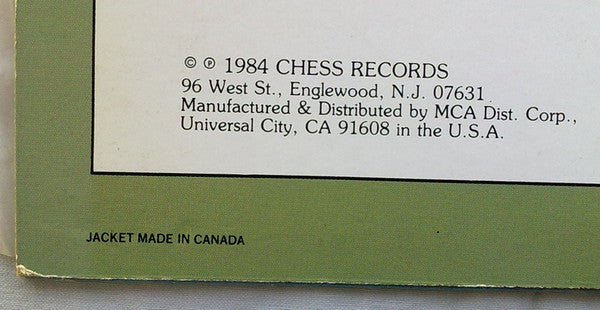 © ℗ 1984 CHESS RECORDS
96 West St., Englewood, N.J. 07631
Manufactured & Distributed by MCA Dist. Corp.,
Universal City, CA 91608 in the U.S.A.
JACKET MADE IN CANADA